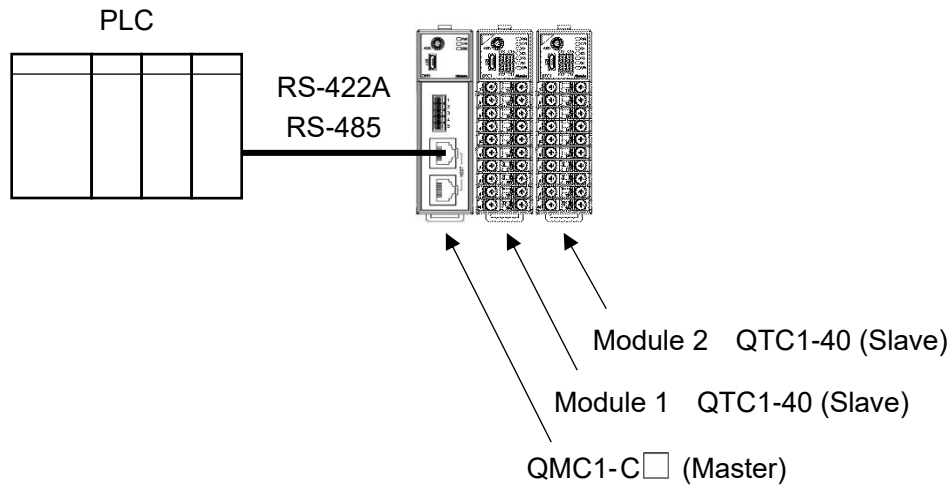 PLC
RS-422A
RS-485
Module 2 QTC1-40 (Slave)
Module 1 QTC1-40 (Slave)
QMC1-C□ (Master)